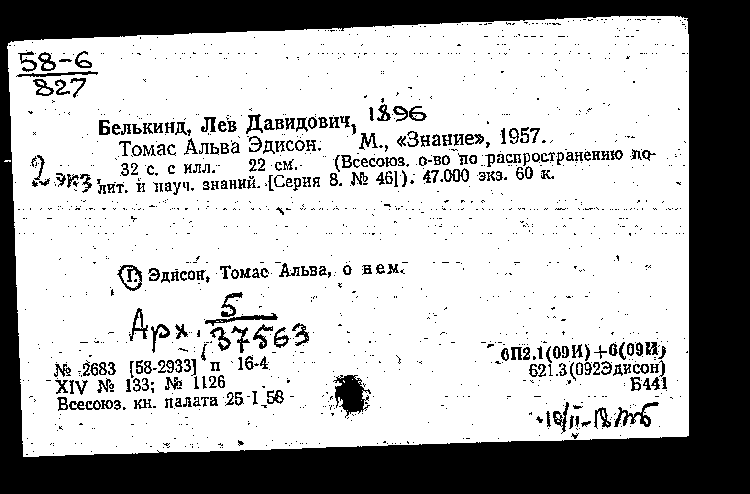 58-6
827
Белькинд, Лев Давидович, 1896
Томас Альва Эдисон. М., «Знание», 1957.
32 с. с илл. 22 см. (Всесоюз. о-во по распространению по-
2 экз. лит. и науч. знаний. [Серия 8. № 46]). 47.000 экз. 60 к.
I. Эдисон, Томас Альва, о нем.
Арх. 5
37563
№ 2683 [58-2933] п 16-4
XIV № 133; № 1126
Всесоюз. кн. палата 25 I 58
6П2.1(09И)+6(09И)
621.3(092Эдисон)
Б441